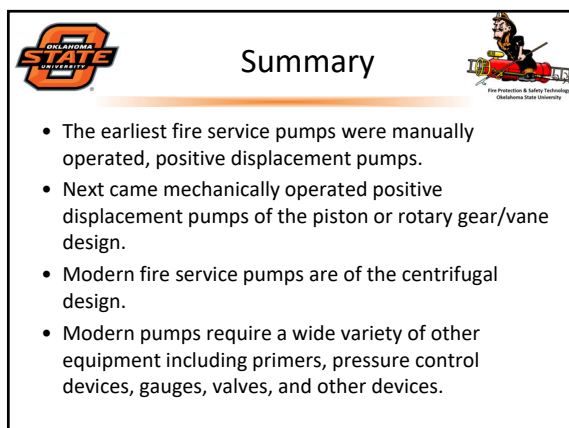 OKLAHOMA
STATE
UNIVERSITY
®
Summary
Fire Protection & Safety Technology
Okelahoma State University
• The earliest fire service pumps were manually
operated, positive displacement pumps.
• Next came mechanically operated positive
displacement pumps of the piston or rotary gear/vane
design.
• Modern fire service pumps are of the centrifugal
design.
• Modern pumps require a wide variety of other
equipment including primers, pressure control
devices, gauges, valves, and other devices.